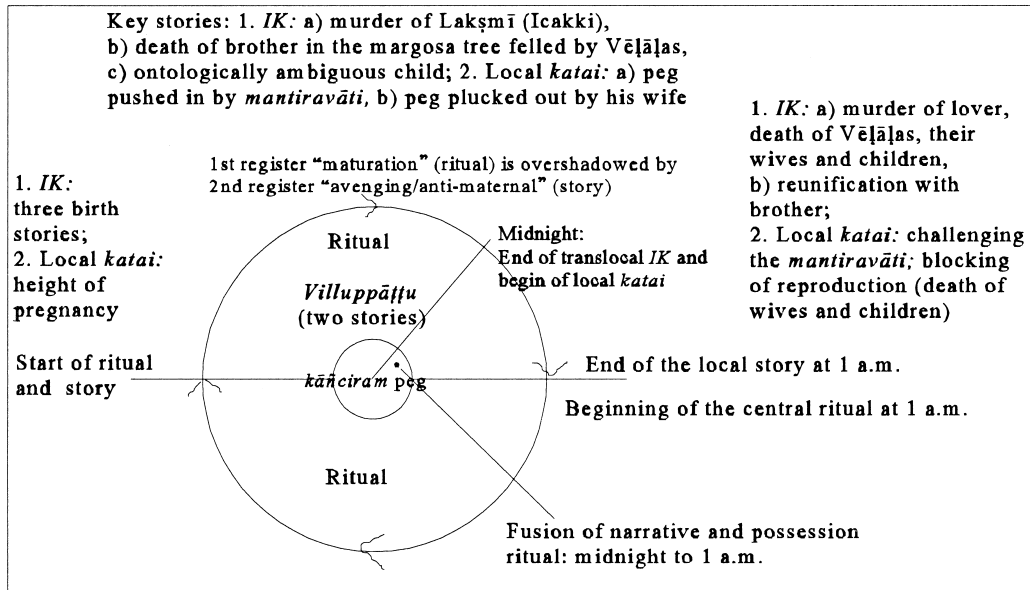 Key stories: 1. IK: a) murder of Lakṣmī (Icakki),
b) death of brother in the margosa tree felled by Vēḷāḷas,
c) ontologically ambiguous child; 2. Local katai: a) peg
pushed in by mantiravāti, b) peg plucked out by his wife
1. IK: a) murder of lover,
death of Vēḷāḷas, their
wives and children,
b) reunification with
brother;
2. Local katai: challenging
the mantiravāti; blocking
of reproduction (death of
wives and children)
1st register “maturation” (ritual) is overshadowed by
2nd register “avenging/anti-maternal” (story)
1. IK:
three birth
stories;
2. Local katai:
height of
pregnancy
Ritual
Midnight:
End of translocal IK and
begin of local katai
Villuppāṭṭu
(two stories)
Start of ritual
and story
kāñciram peg
End of the local story at 1 a.m.
Beginning of the central ritual at 1 a.m.
Ritual
Fusion of narrative and possession
ritual: midnight to 1 a.m.